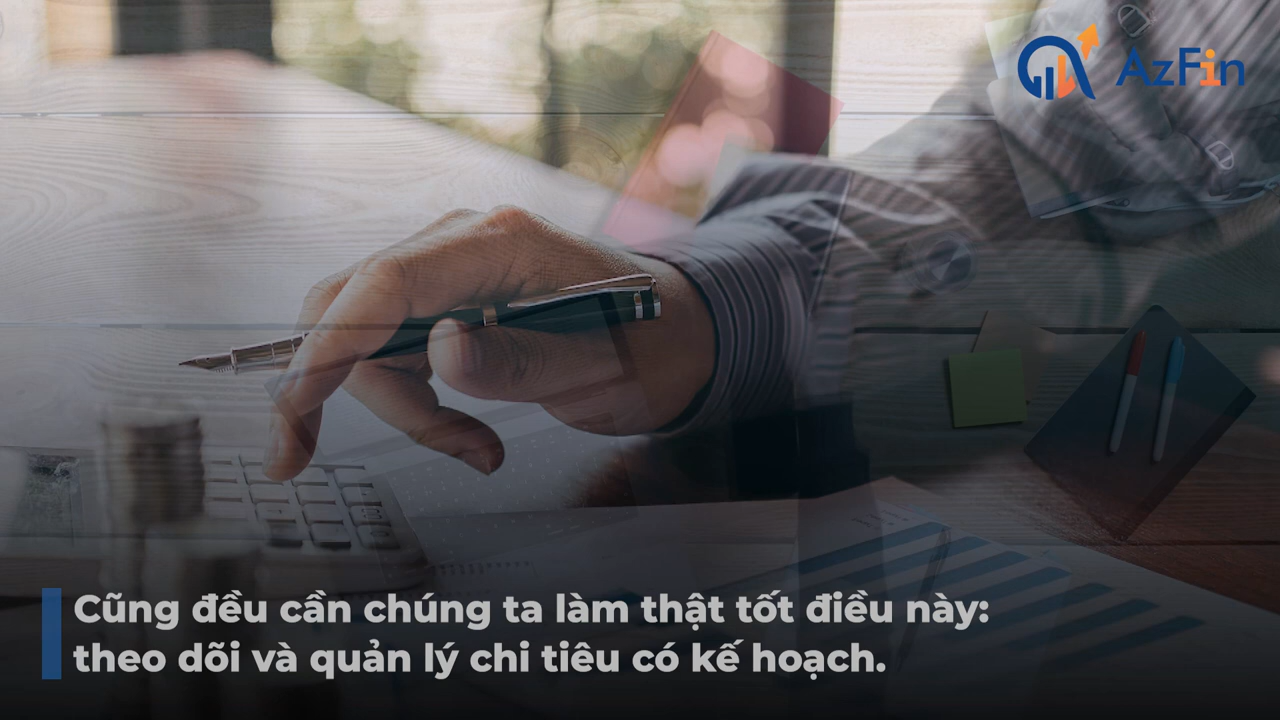 AzFin
Cũng đều cần chúng ta làm thật tốt điều này:
theo dõi và quản lý chi tiêu có kế hoạch.